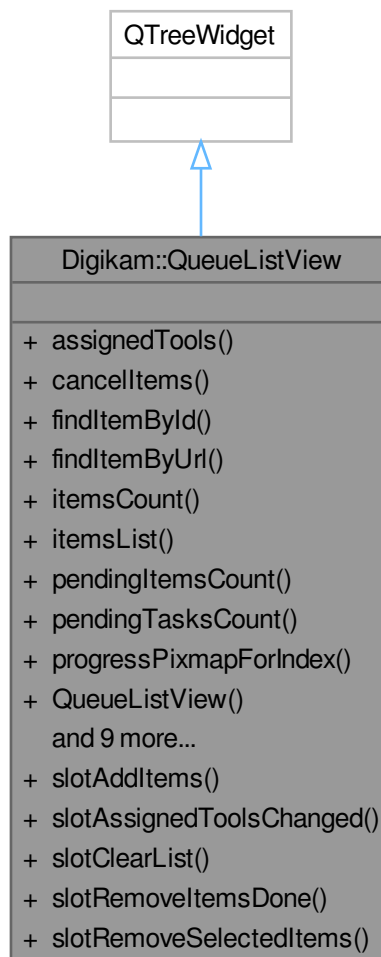 QTreeWidget
Digikam::QueueListView
+ assignedTools()
+ cancelItems()
+ findItemById()
+ findItemByUrl()
+ itemsCount()
+ itemsList()
+ pendingItemsCount()
+ pendingTasksCount()
+ progressPixmapForIndex()
+ QueueListView()
and 9 more...
+ slotAddItems()
+ slotAssignedToolsChanged()
+ slotClearList()
+ slotRemoveItemsDone()
+ slotRemoveSelectedItems()